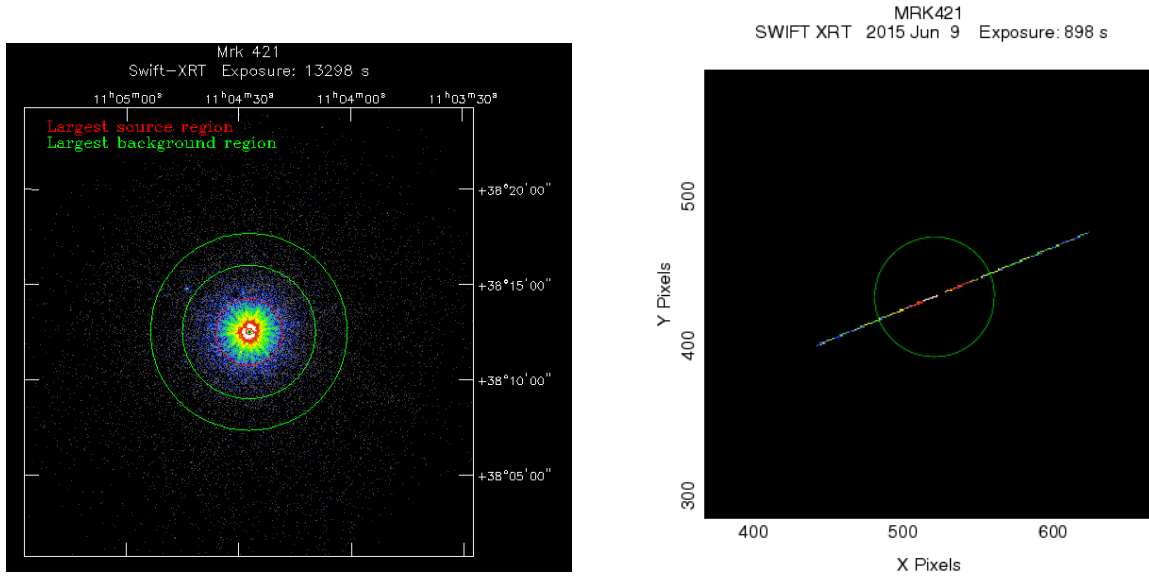 Mrk 421
Swift-XRT Exposure: 13298 s
11ʰ05ᵐ00ˢ 11ʰ04ᵐ30ˢ 11ʰ04ᵐ00ˢ 11ʰ03ᵐ30ˢ
Largest source region
Largest background region
+38°20'00"
+38°15'00"
+38°10'00"
+38°05'00"
MRK421
SWIFT XRT 2015 Jun 9 Exposure: 898 s
500
400
300
Y Pixels
400 500 600
X Pixels